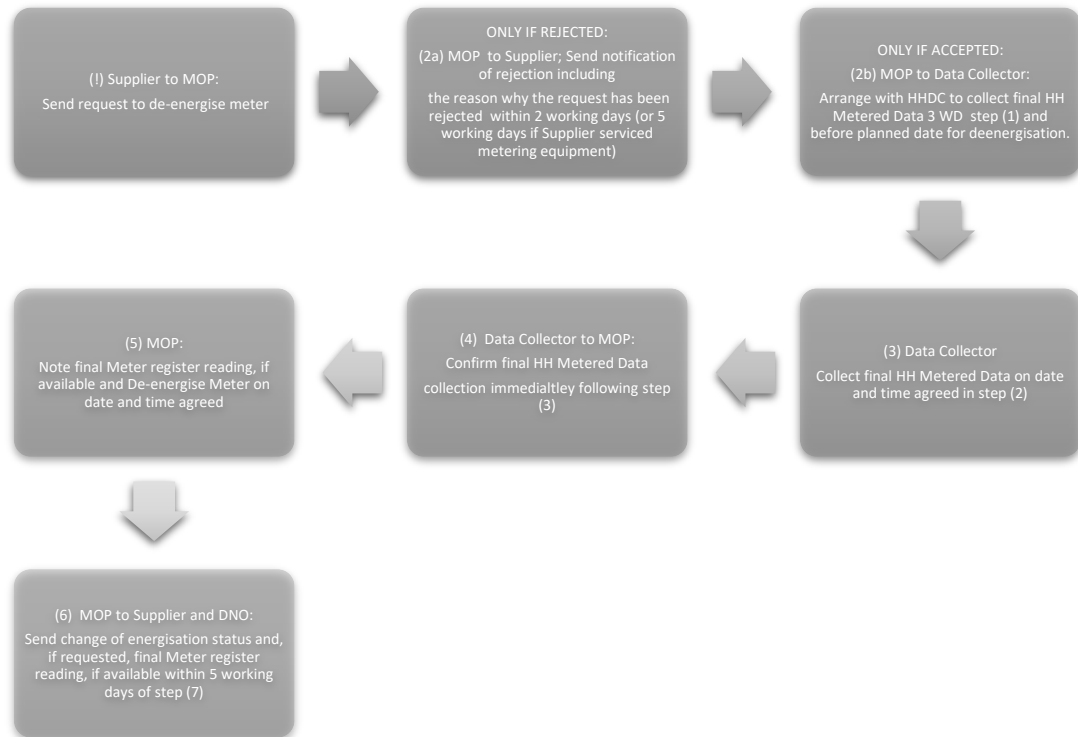 (!) Supplier to MOP:
Send request to de-energise meter
ONLY IF REJECTED:
(2a) MOP to Supplier; Send notification
of rejection including
the reason why the request has been
rejected within 2 working days (or 5
working days if Supplier serviced
metering equipment)
ONLY IF ACCEPTED:
(2b) MOP to Data Collector:
Arrange with HHDC to collect final HH
Metered Data 3 WD step (1) and
before planned date for deenergisation.
(3) Data Collector
Collect final HH Metered Data on date
and time agreed in step (2)
(4) Data Collector to MOP:
Confirm final HH Metered Data
collection immedialtley following step
(3)
(5) MOP:
Note final Meter register reading, if
available and De-energise Meter on
date and time agreed
(6) MOP to Supplier and DNO:
Send change of energisation status and,
if requested, final Meter register
reading, if available within 5 working
days of step (7)